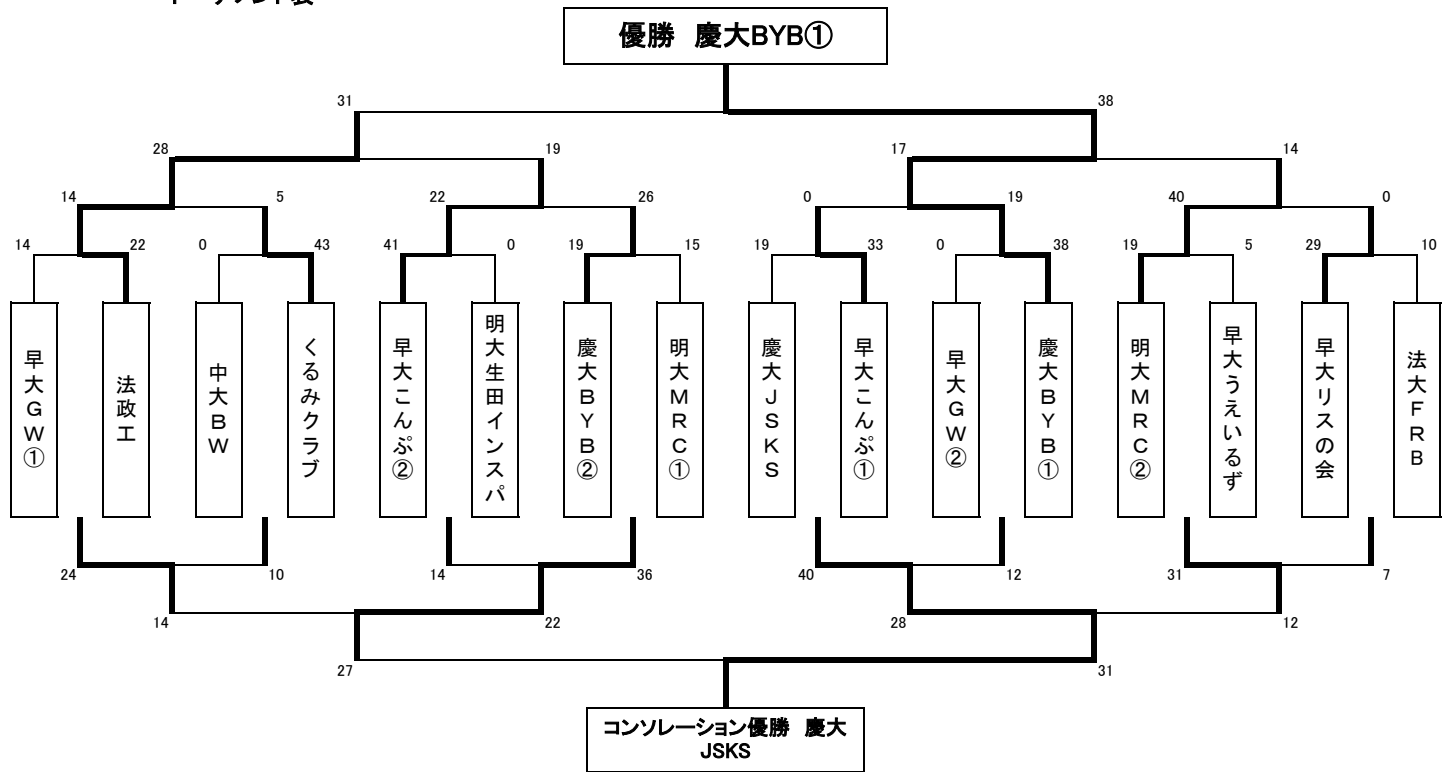 優勝 慶大BYB①
31 38
28 19 17 14
14 5 22 26 0 19 40 0
14 22 0 43 41 0 19 15 19 33 0 38 19 5 29 10
早大GW①
法政工
中大BW
くるみクラブ
早大こんぷ②
明大生田インスパ
慶大BYB②
明大MRC①
慶大JSKS
早大こんぷ①
早大GW②
慶大BYB①
明大MRC②
早大うえいるず
早大リスの会
法大FRB
24 10 14 36 40 12 31 7
14 22 28 12
27 31
コンソレーション優勝 慶大
JSKS